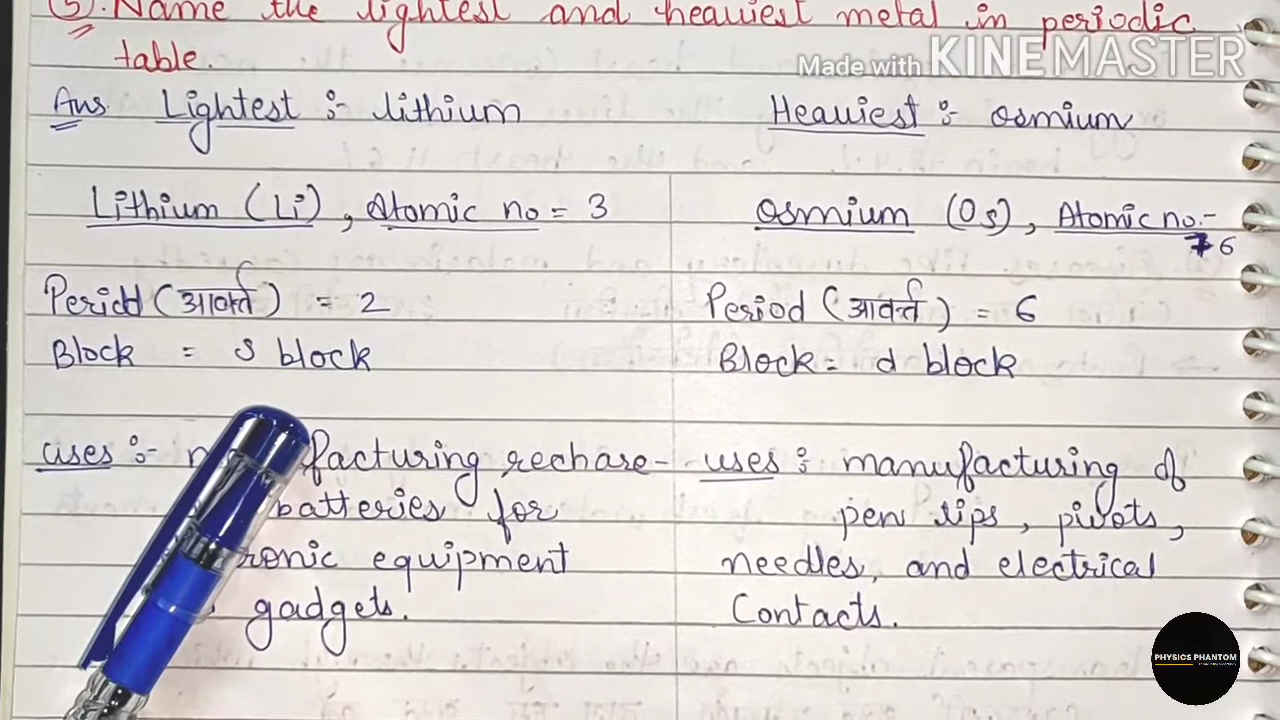 (5). Name the lightest and heaviest metal in periodic
table.
Made with KINEMASTER
Ans. Lightest :- lithium
Heaviest :- osmium
Lithium (Li), Atomic no = 3
Period (आवर्त) = 2
Block = s block
uses :- facturing rechare-
batteries for
ronic equipment
gadgets.
Osmium (Os), Atomic no.-
76
Period (आवर्त) = 6
Block = d block
uses : manufacturing of
pen tips, pivots,
needles, and electrical
Contacts.
PHYSICS PHANTOM